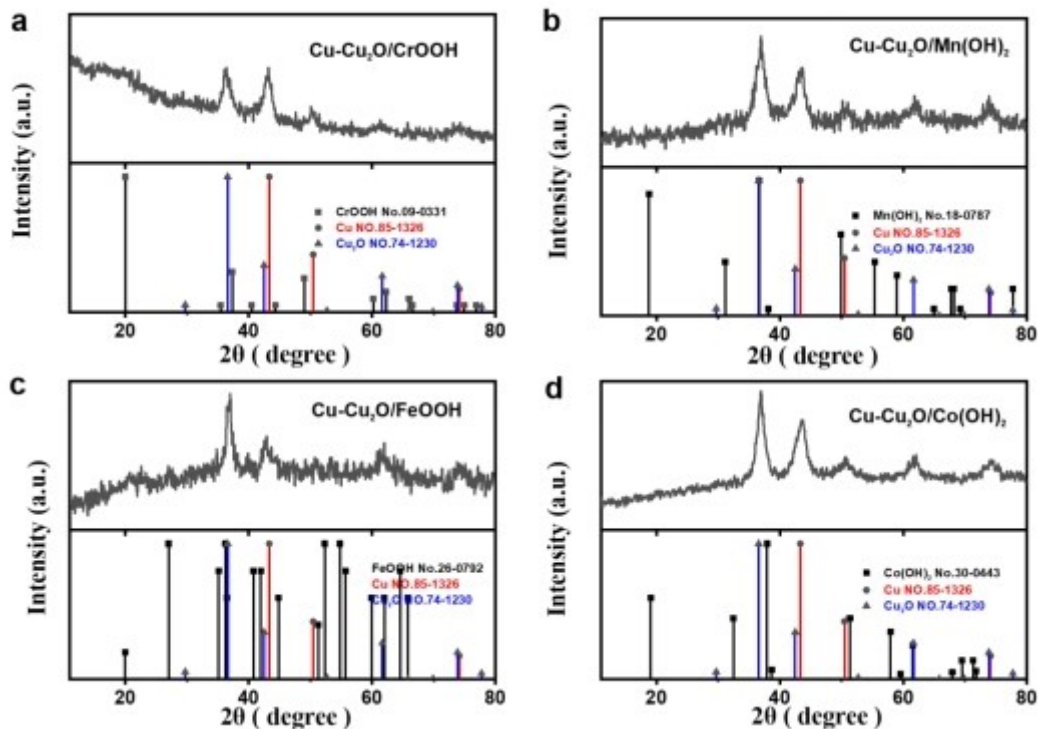 a
Cu-Cu₂O/CrOOH
Intensity (a.u.)
Intensity (a.u.)
CrOOH No.09-0331
Cu NO.85-1326
Cu₂O NO.74-1230
20 40 60 80
2θ ( degree )
b
Cu-Cu₂O/Mn(OH)₂
Intensity (a.u.)
Intensity (a.u.)
Mn(OH)₂ No.18-0787
Cu NO.85-1326
Cu₂O NO.74-1230
20 40 60 80
2θ ( degree )
c
Cu-Cu₂O/FeOOH
Intensity (a.u.)
Intensity (a.u.)
FeOOH No.26-0792
Cu NO.85-1326
Cu₂O NO.74-1230
20 40 60 80
2θ ( degree )
d
Cu-Cu₂O/Co(OH)₂
Intensity (a.u.)
Intensity (a.u.)
Co(OH)₂ No.30-0443
Cu NO.85-1326
Cu₂O NO.74-1230
20 40 60 80
2θ ( degree )